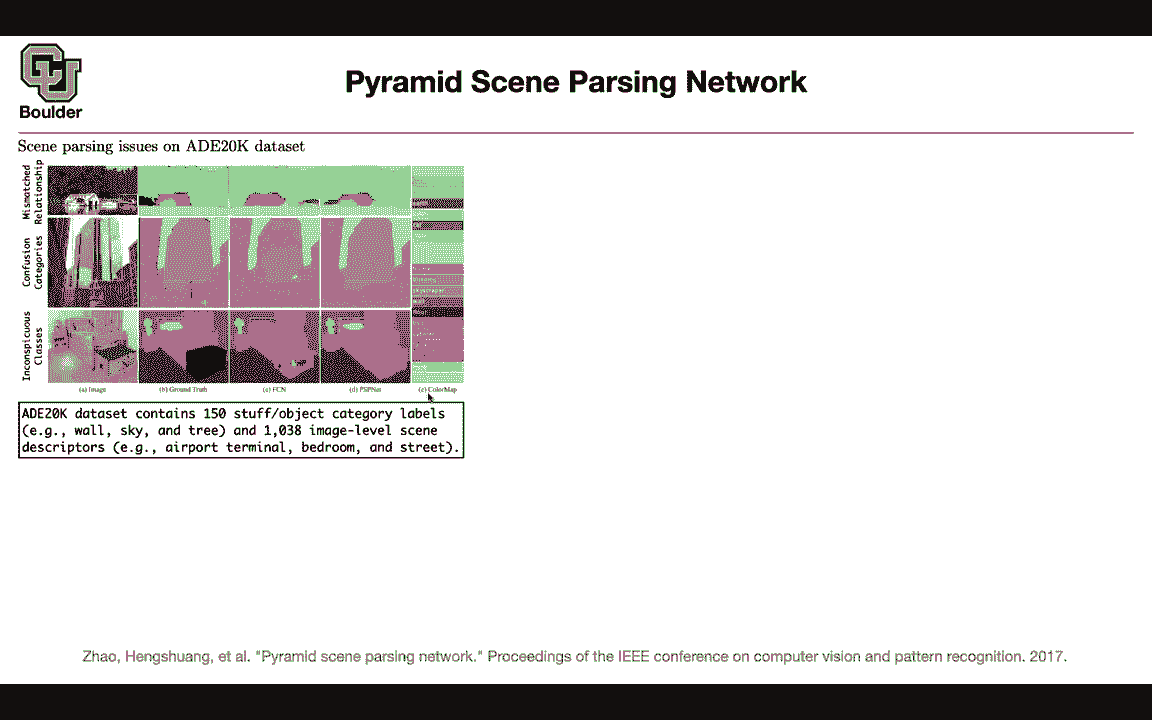 Boulder
Pyramid Scene Parsing Network
Scene parsing issues on ADE20K dataset
Mismatched
Relationship
Confusion
Categories
Inconspicuous
Classes
(a) Image
(b) Ground Truth
(c) FCN
(d) PSPNet
(e) ColorMap
ADE20K dataset contains 150 stuff/object category labels
(e.g., wall, sky, and tree) and 1,038 image-level scene
descriptors (e.g., airport terminal, bedroom, and street).
Zhao, Hengshuang, et al. "Pyramid scene parsing network." Proceedings of the IEEE conference on computer vision and pattern recognition. 2017.